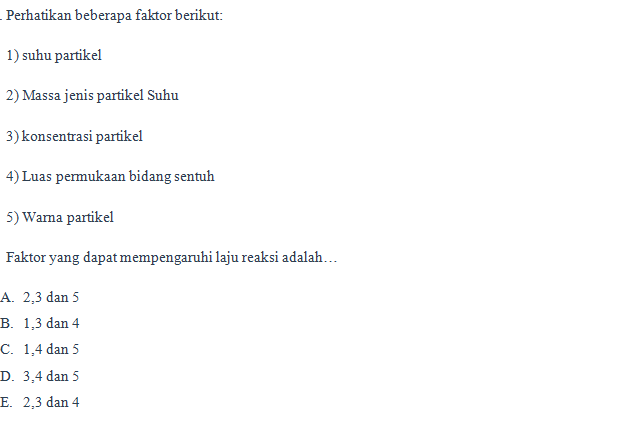 . Perhatikan beberapa faktor berikut:
1) suhu partikel
2) Massa jenis partikel Suhu
3) konsentrasi partikel
4) Luas permukaan bidang sentuh
5) Warna partikel
Faktor yang dapat mempengaruhi laju reaksi adalah…
A. 2,3 dan 5
B. 1,3 dan 4
C. 1,4 dan 5
D. 3,4 dan 5
E. 2,3 dan 4